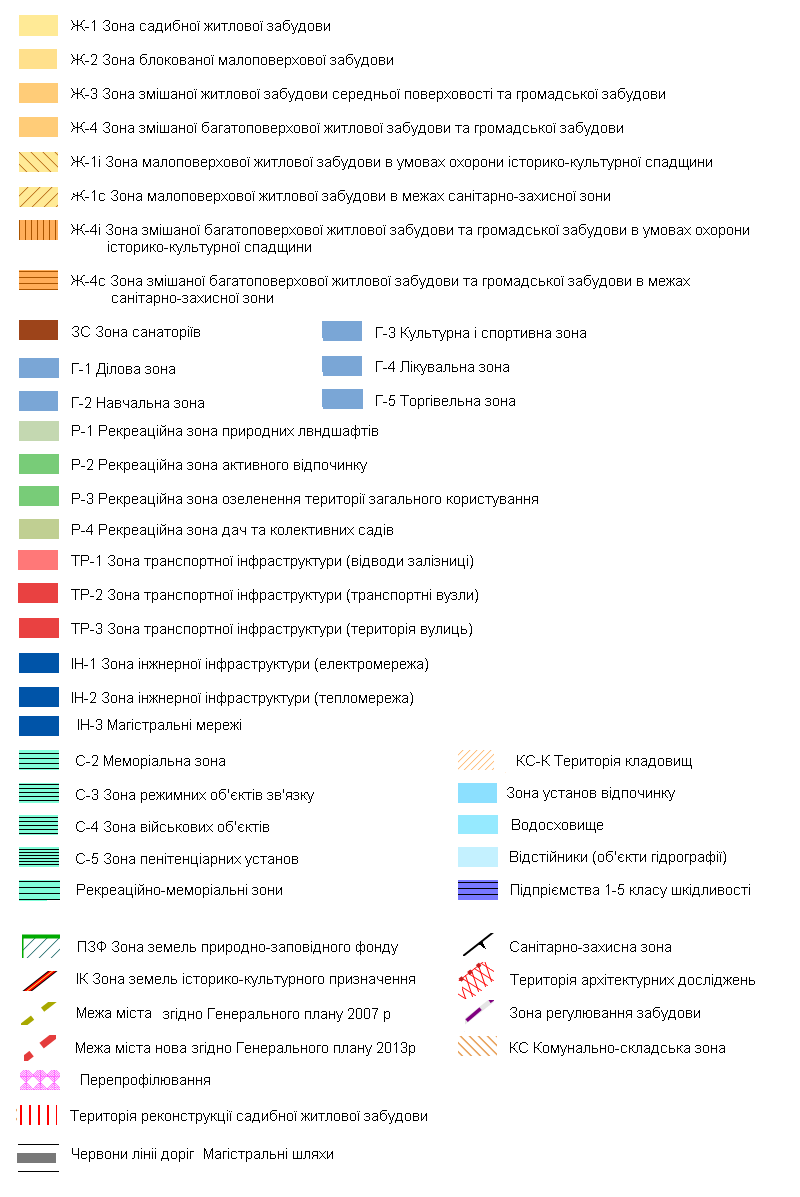 Ж-1 Зона садибної житлової забудови
Ж-2 Зона блокованої малоповерхової забудови
Ж-3 Зона змішаної житлової забудови середньої поверховості та громадської забудови
Ж-4 Зона змішаної багатоповерхової житлової забудови та громадської забудови
Ж-1і Зона малоповерхової житлової забудови в умовах охорони історико-культурної спадщини
ж-1с Зона малоповерхової житлової забудови в межах санітарно-захисної зони
Ж-4і Зона змішаної багатоповерхової житлової забудови та громадської забудови в умовах охорони
історико-культурної спадщини
Ж-4с Зона змішаної багатоповерхової житлової забудови та громадської забудови в межах
санітарно-захисної зони
ЗС Зона санаторіїв
Г-1 Ділова зона
Г-2 Навчальна зона
Г-3 Культурна і спортивна зона
Г-4 Лікувальна зона
Г-5 Торгівельна зона
Р-1 Рекреаційна зона природних лвндшафтів
Р-2 Рекреаційна зона активного відпочинку
Р-3 Рекреаційна зона озеленення території загального користування
Р-4 Рекреаційна зона дач та колективних садів
ТР-1 Зона транспортної інфраструктури (відводи залізниці)
ТР-2 Зона транспортної інфраструктури (транспортні вузли)
ТР-3 Зона транспортної інфраструктури (територія вулиць)
ІН-1 Зона інжнерної інфраструктури (електромережа)
ІН-2 Зона інжнерної інфраструктури (тепломережа)
ІН-3 Магістральні мережі
С-2 Меморіальна зона
С-3 Зона режимних об'єктів зв'язку
С-4 Зона військових об'єктів
С-5 Зона пенітенціарних установ
Рекреаційно-меморіальні зони
КС-К Територія кладовищ
Зона установ відпочинку
Водосховище
Відстійники (об'єкти гідрографії)
Підпріємства 1-5 класу шкідливості
ПЗФ Зона земель природно-заповідного фонду
ІК Зона земель історико-культурного призначення
Межа міста згідно Генерального плану 2007 р
Межа міста нова згідно Генерального плану 2013р
Перепрофілювання
Територія реконструкції садибної житлової забудови
Червони лініі доріг Магістральні шляхи
Санітарно-захисна зона
Територія архітектурних досліджень
Зона регулювання забудови
КС Комунально-складська зона